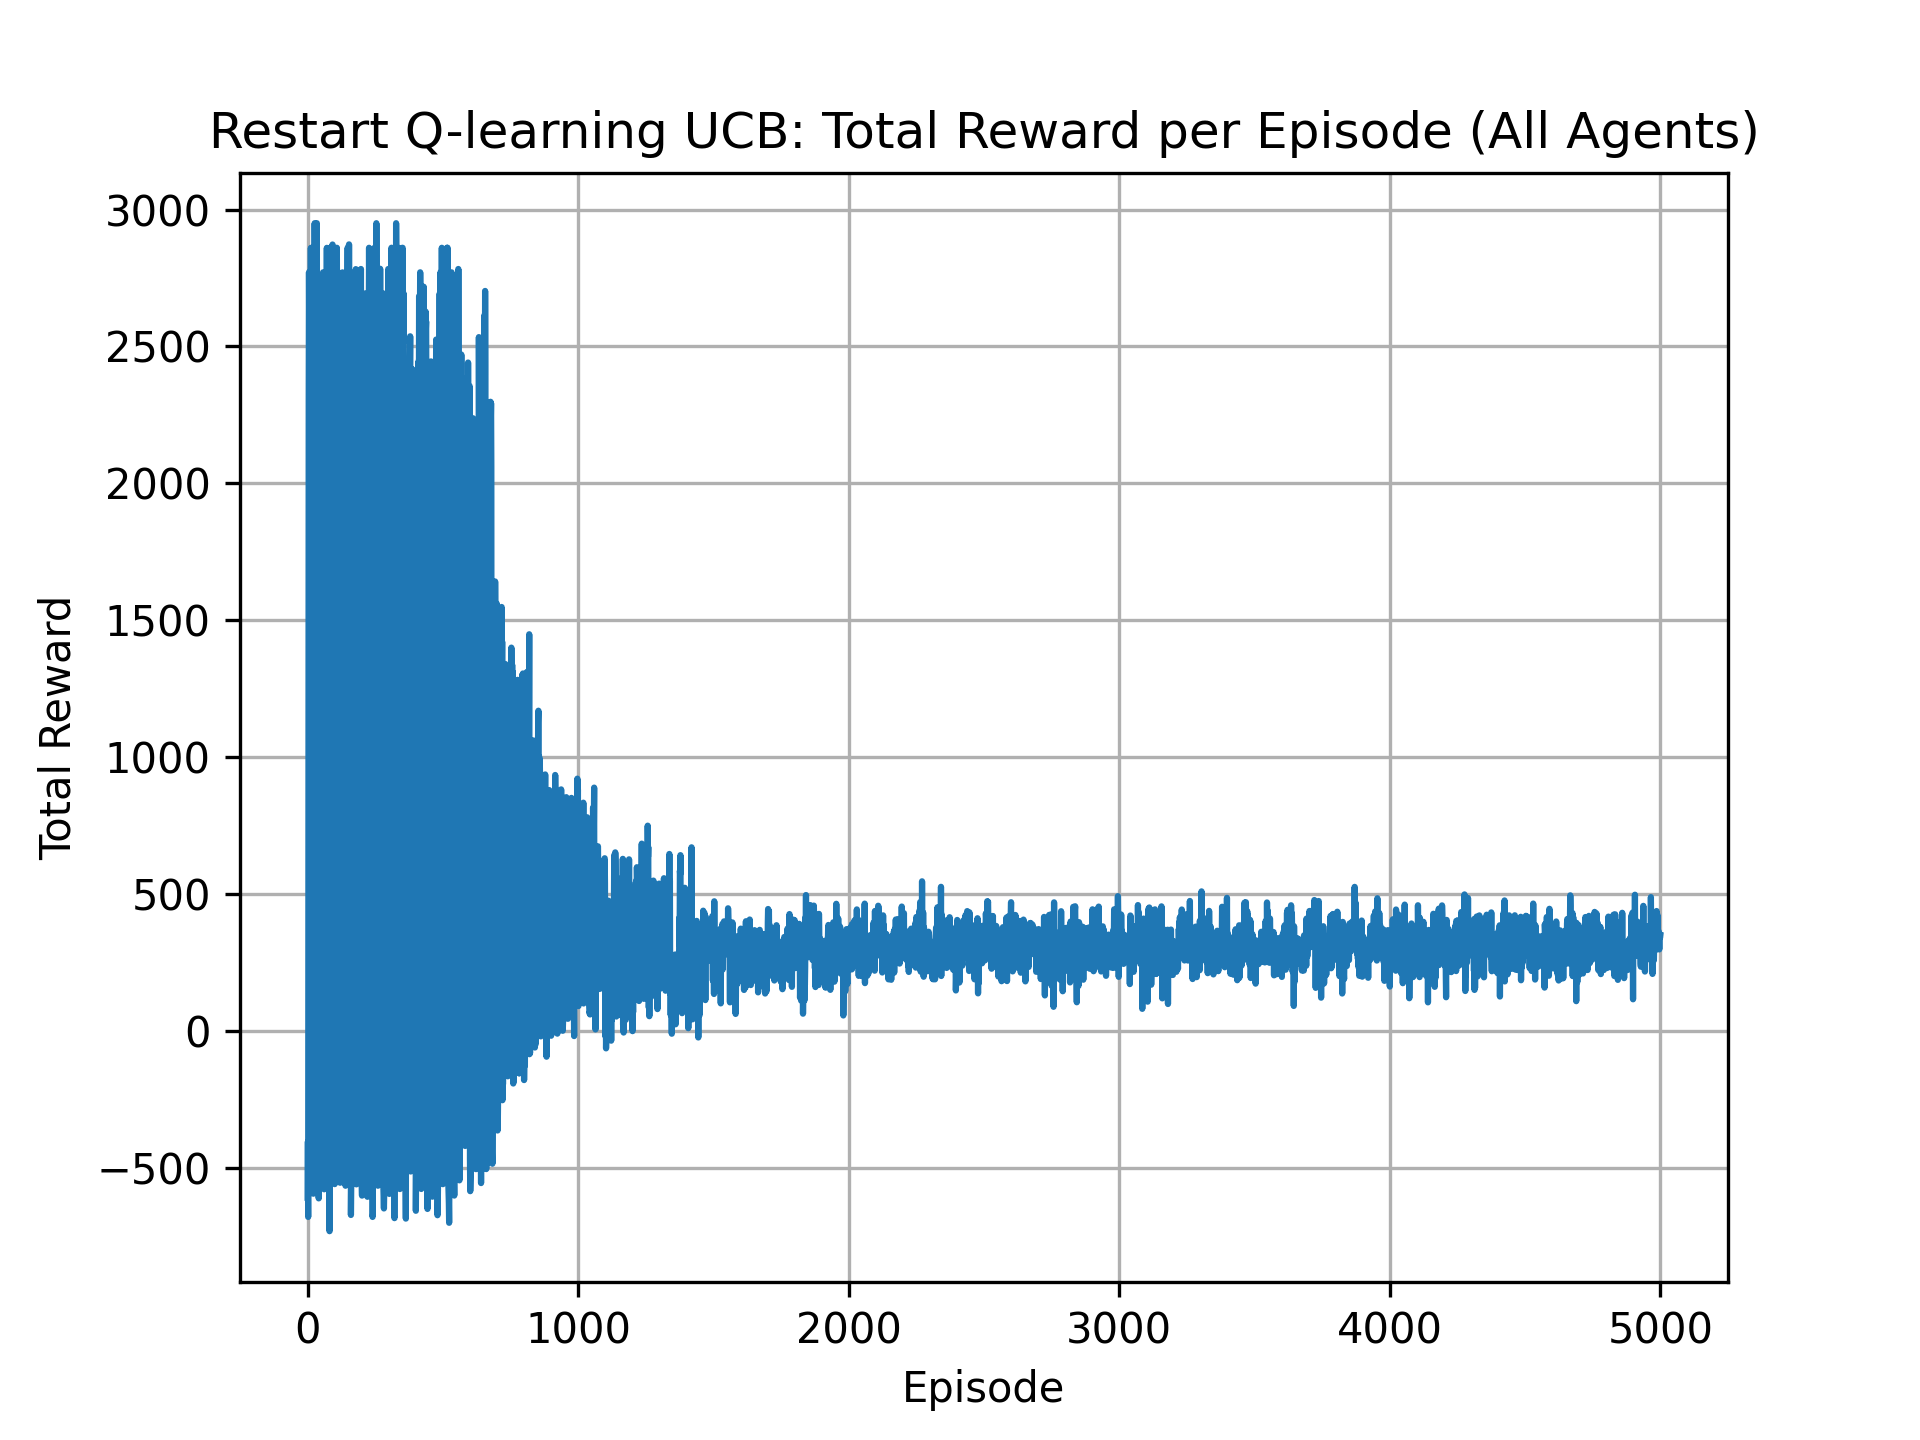 Restart Q-learning UCB: Total Reward per Episode (All Agents)
3000
2500
2000
1500
1000
500
0
−500
Total Reward
0 1000 2000 3000 4000 5000
Episode